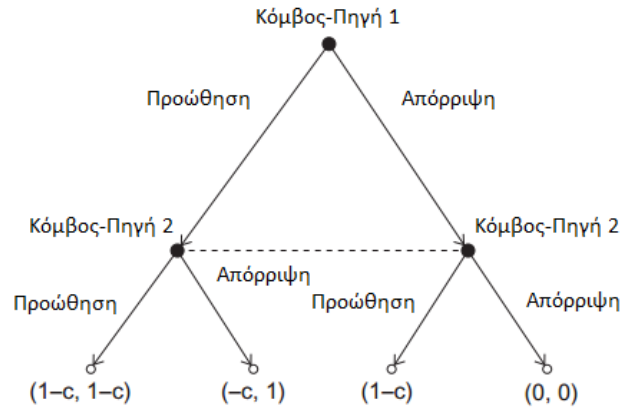 Κόμβος-Πηγή 1
Προώθηση
Απόρριψη
Κόμβος-Πηγή 2
Κόμβος-Πηγή 2
Προώθηση
Απόρριψη
Προώθηση
Απόρριψη
(1–c, 1–c)
(–c, 1)
(1–c)
(0, 0)